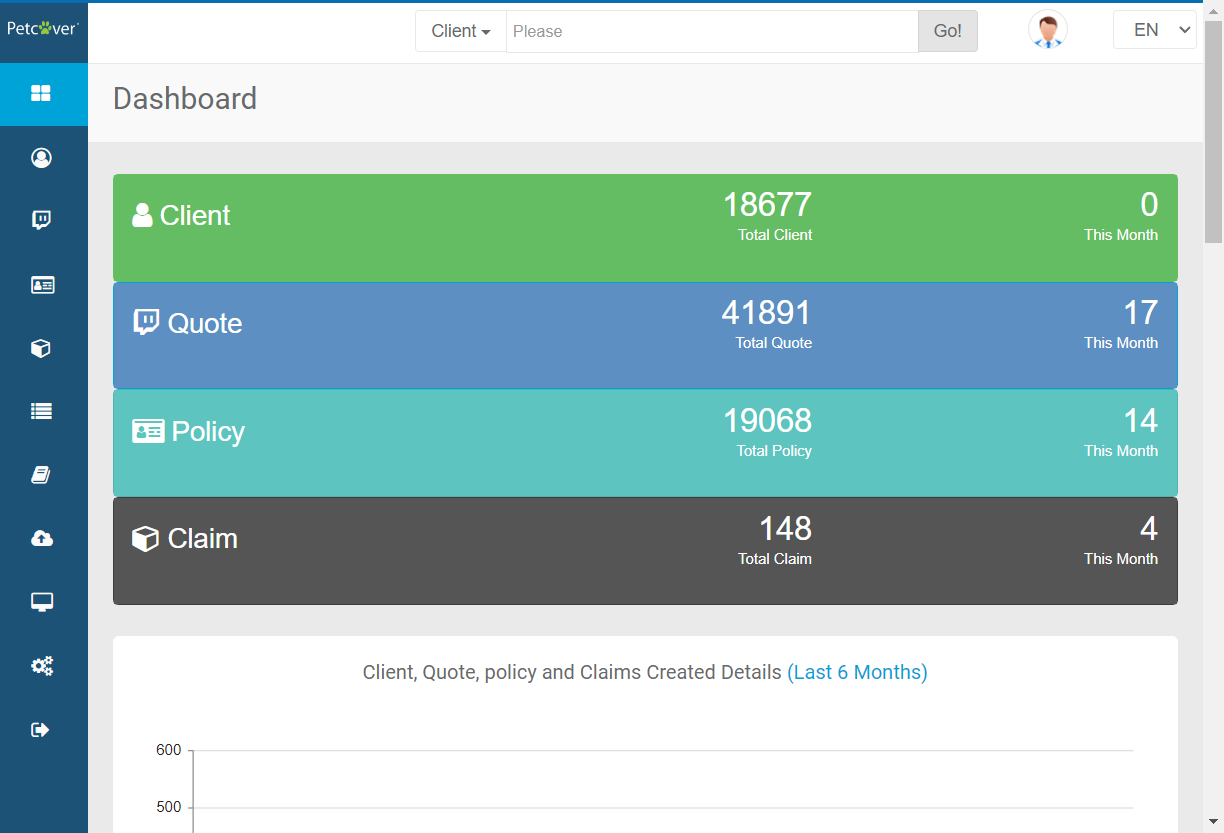 Petcover
Client
Please
Go!
EN
Dashboard
Client
18677
Total Client
0
This Month
Quote
41891
Total Quote
17
This Month
Policy
19068
Total Policy
14
This Month
Claim
148
Total Claim
4
This Month
Client, Quote, policy and Claims Created Details (Last 6 Months)
600
500